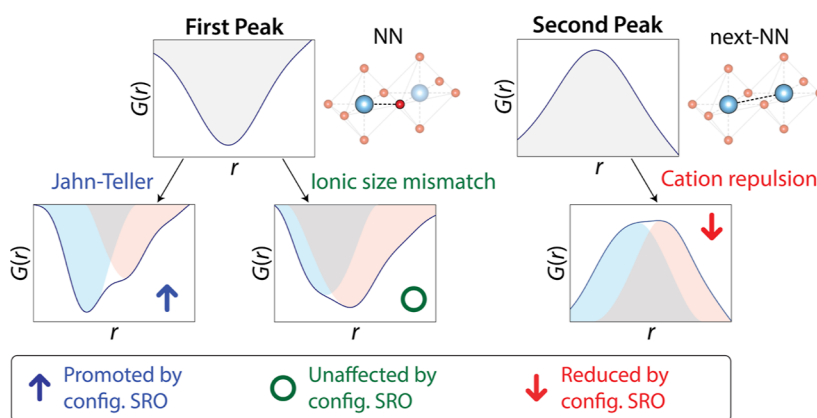 First Peak
NN
Second Peak
next-NN
G(r)
r
G(r)
r
Jahn-Teller
Ionic size mismatch
Cation repulsion
G(r)
r
G(r)
r
G(r)
r
Promoted by
config. SRO
Unaffected by
config. SRO
Reduced by
config. SRO